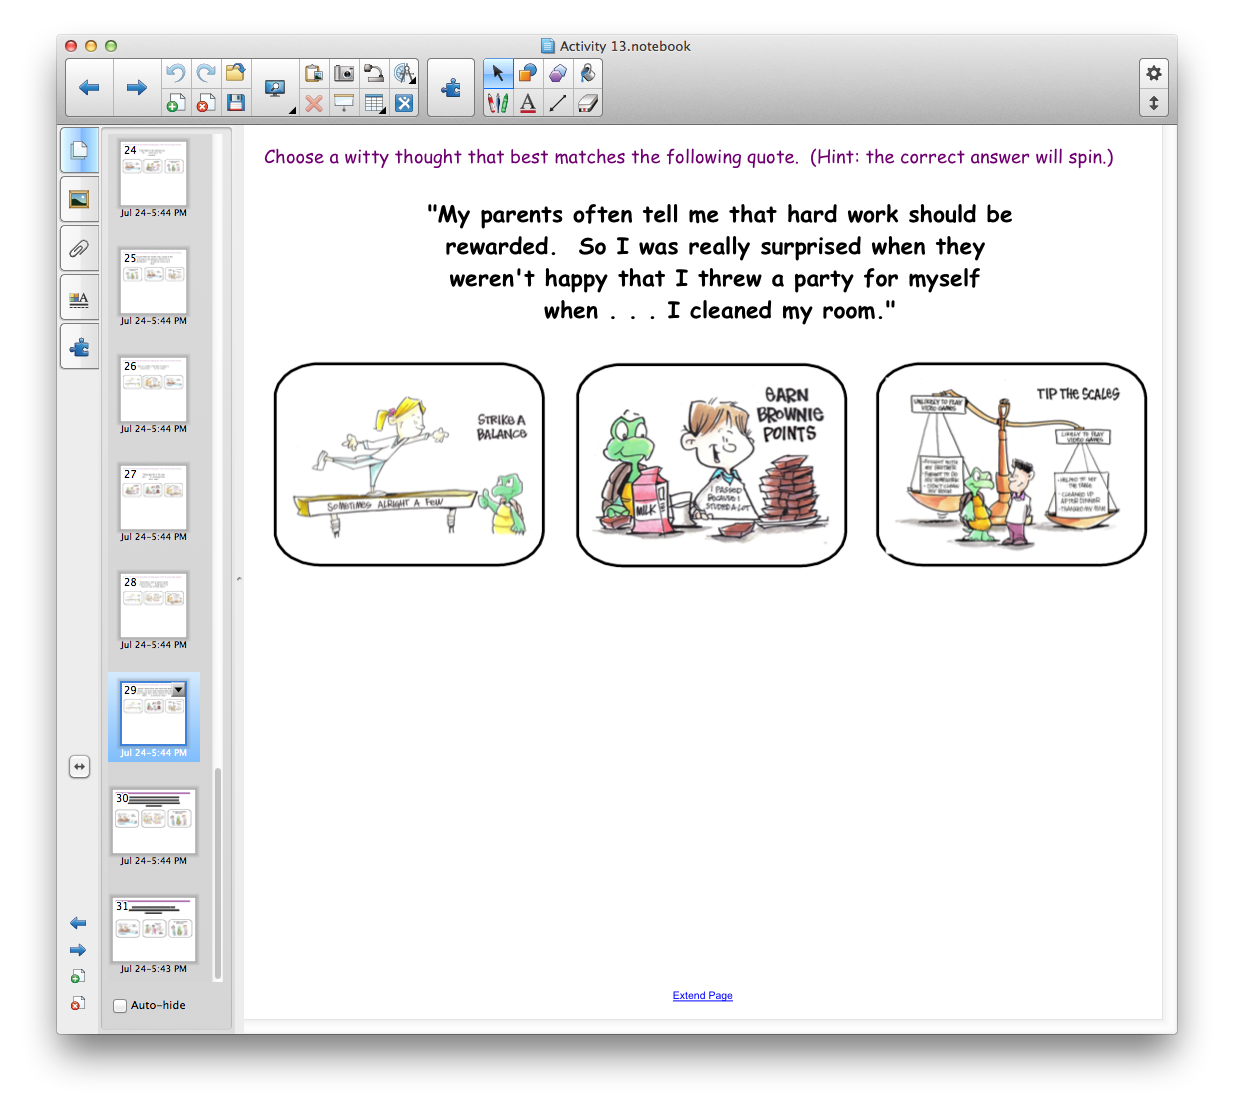 Activity 13.notebook
24
Jul 24-5:44 PM
25
Jul 24-5:44 PM
26
Jul 24-5:44 PM
27
Jul 24-5:44 PM
28
Jul 24-5:44 PM
29
Jul 24-5:44 PM
30
Jul 24-5:44 PM
31
Jul 24-5:43 PM
Auto-hide
Choose a witty thought that best matches the following quote.  (Hint: the correct answer will spin.)
"My parents often tell me that hard work should be
rewarded.  So I was really surprised when they
weren't happy that I threw a party for myself
when . . . I cleaned my room."
STRIKE A
BALANCE
SOMETIMES ALRIGHT A FEW
EARN
BROWNIE
POINTS
I PASSED
BECAUSE I
STUDIED A LOT
MILK
TIP THE SCALES
UNLIKELY TO PLAY
VIDEO GAMES
LIKELY TO PLAY
VIDEO GAMES
HELPED TO SET
THE TABLE
CLEANED UP
AFTER DINNER
Extend Page